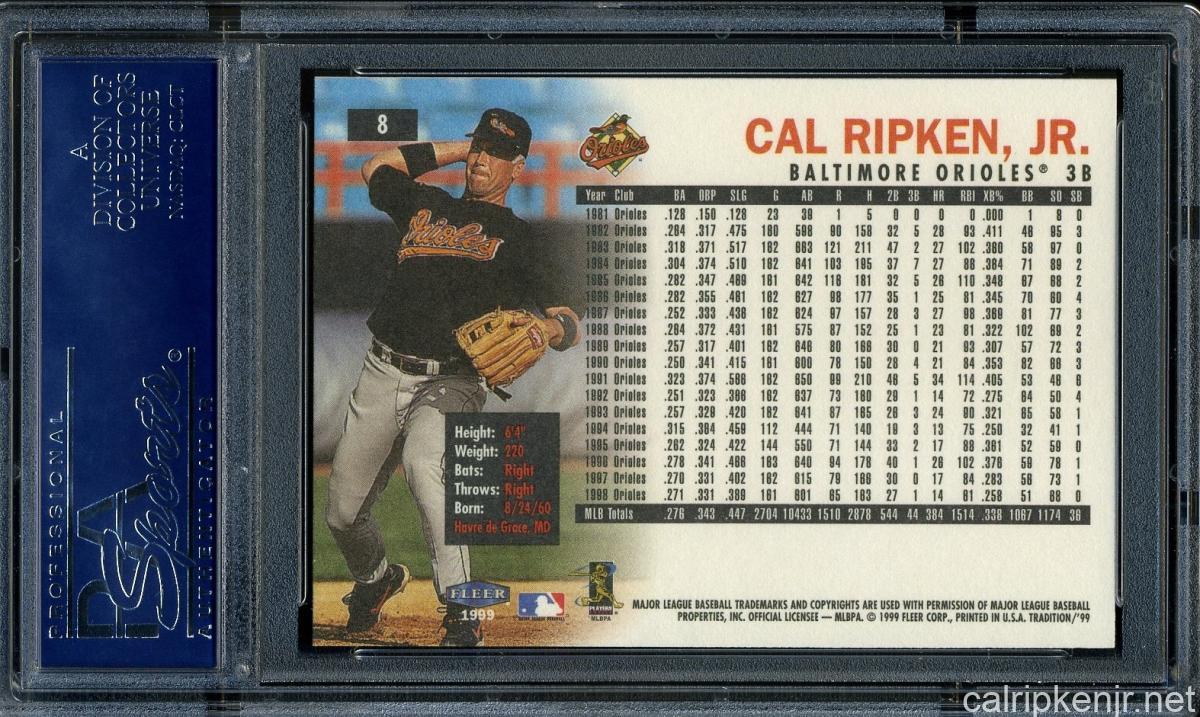 A
DIVISION OF
COLLECTORS
UNIVERSE
NASDAQ: CLCT
PROFESSIONAL
PSA
Sports ©
AUTHENTICATOR
8
Orioles
Orioles
CAL RIPKEN, JR.
BALTIMORE ORIOLES® 3B
Year Club BA OBP SLG G AB R H 2B 3B HR RBI XB% BB SO SB
1981 Orioles .128 .150 .128 23 39 1 5 0 0 0 0 .000 1 8 0
1982 Orioles .264 .317 .475 160 598 90 158 32 5 28 93 .411 46 95 3
1983 Orioles .318 .371 .517 162 663 121 211 47 2 27 102 .360 58 97 0
1984 Orioles .304 .374 .510 162 641 103 195 37 7 27 86 .364 71 89 2
1985 Orioles .282 .347 .469 161 642 116 181 32 5 26 110 .348 67 68 2
1986 Orioles .282 .355 .461 162 627 98 177 35 1 25 81 .345 70 60 4
1987 Orioles .252 .333 .436 162 624 97 157 28 3 27 98 .369 81 77 3
1988 Orioles .264 .372 .431 161 575 87 152 25 1 23 81 .322 102 69 2
1989 Orioles .257 .317 .401 162 646 80 166 30 0 21 93 .307 57 72 3
1990 Orioles .250 .341 .415 161 600 78 150 28 4 21 84 .353 82 66 3
1991 Orioles .323 .374 .566 162 650 99 210 46 5 34 114 .405 53 46 6
1992 Orioles .251 .323 .366 162 637 73 160 29 1 14 72 .275 64 50 4
1993 Orioles .257 .329 .420 162 641 87 165 26 3 24 90 .321 65 58 1
1994 Orioles .315 .364 .459 112 444 71 140 19 3 13 75 .250 32 41 1
1995 Orioles .262 .324 .422 144 550 71 144 33 2 17 88 .361 52 59 0
1996 Orioles .278 .341 .466 163 640 94 178 40 1 26 102 .376 59 78 1
1997 Orioles .270 .331 .402 162 615 79 166 30 0 17 84 .283 56 73 1
1998 Orioles .271 .331 .389 161 601 65 163 27 1 14 61 .258 51 68 0
MLB Totals .276 .343 .447 2704 10433 1510 2878 544 44 384 1514 .338 1067 1174 36
Height: 6'4"
Weight: 220
Bats: Right
Throws: Right
Born: 8/24/60
Havre de Grace, MD
FLEER
1999
PLAYERS
MLBPA
MAJOR LEAGUE BASEBALL TRADEMARKS AND COPYRIGHTS ARE USED WITH PERMISSION OF MAJOR LEAGUE BASEBALL
PROPERTIES, INC. OFFICIAL LICENSEE — MLBPA. © 1999 FLEER CORP., PRINTED IN U.S.A. TRADITION/'99
calripkenjr.net